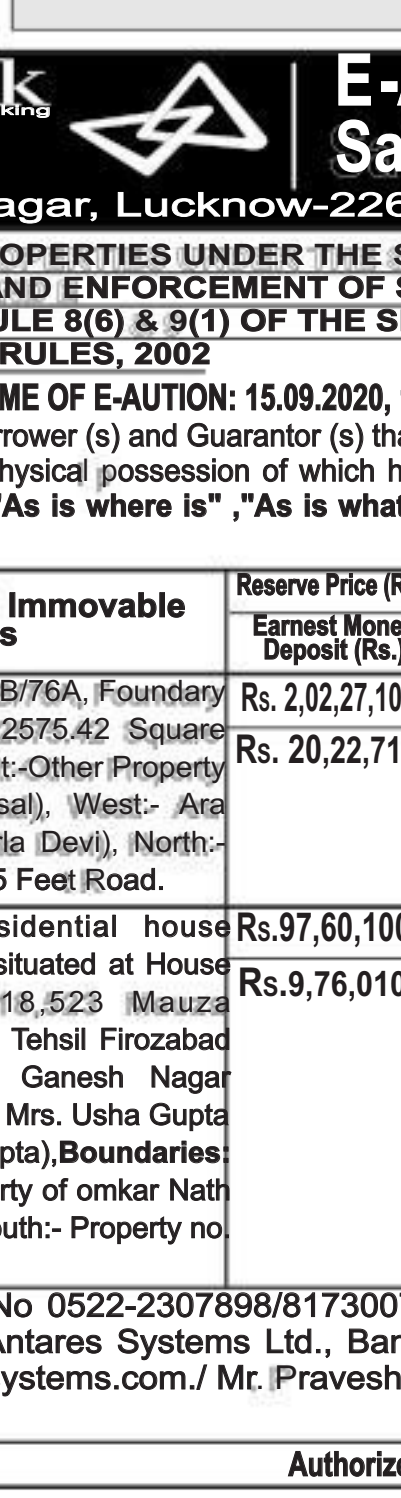 k
king
E-A
Sa
agar, Lucknow-226
OPERTIES UNDER THE S
AND ENFORCEMENT OF S
ULE 8(6) & 9(1) OF THE S
RULES, 2002
ME OF E-AUTION: 15.09.2020,
rrower (s) and Guarantor (s) tha
hysical possession of which h
"As is where is" ,"As is what
Immovable
s
Reserve Price (R
Earnest Mone
Deposit (Rs.)
B/76A, Foundary
2575.42 Square
t:-Other Property
sal), West:- Ara
rla Devi), North:-
5 Feet Road.
Rs. 2,02,27,10
Rs. 20,22,71
sidential house
situated at House
18,523 Mauza
Tehsil Firozabad
Ganesh Nagar
Mrs. Usha Gupta
pta),Boundaries:
rty of omkar Nath
outh:- Property no.
Rs.97,60,100
Rs.9,76,010
No 0522-2307898/8173007
Antares Systems Ltd., Ban
ystems.com./ Mr. Pravesh
Authorize